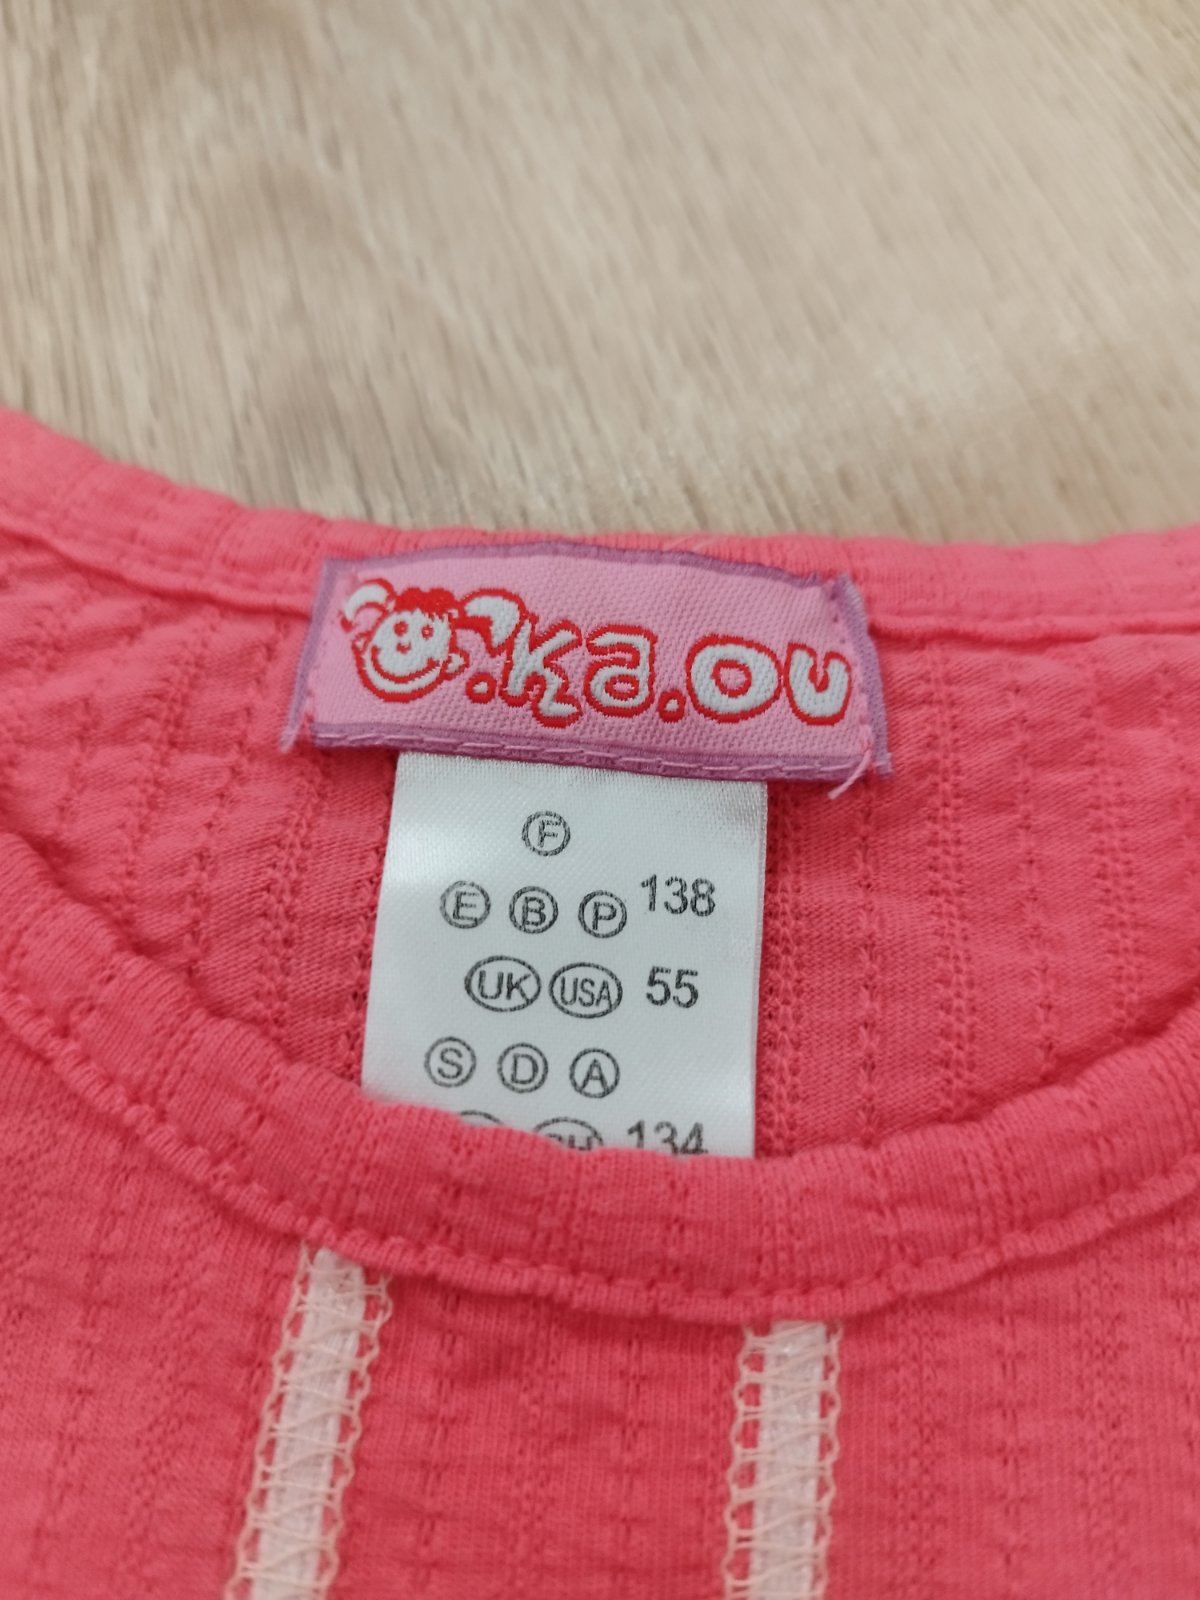 .ka.ou
F
E B P 138
UK USA 55
S D A
134